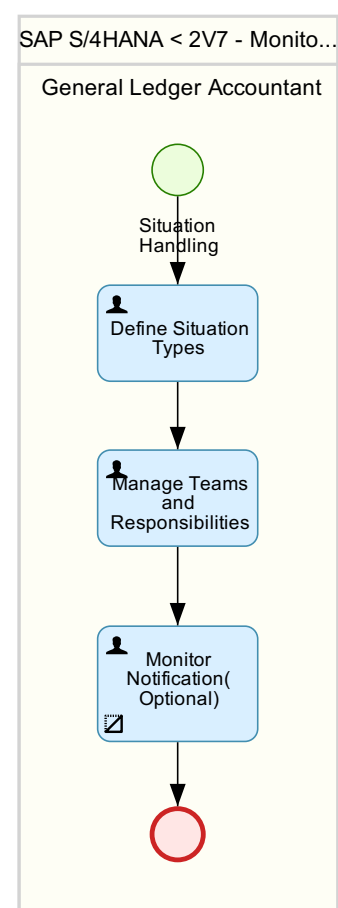 SAP S/4HANA < 2V7 - Monito...
General Ledger Accountant
Situation
Handling
Define Situation
Types
Manage Teams
and
Responsibilities
Monitor
Notification(
Optional)